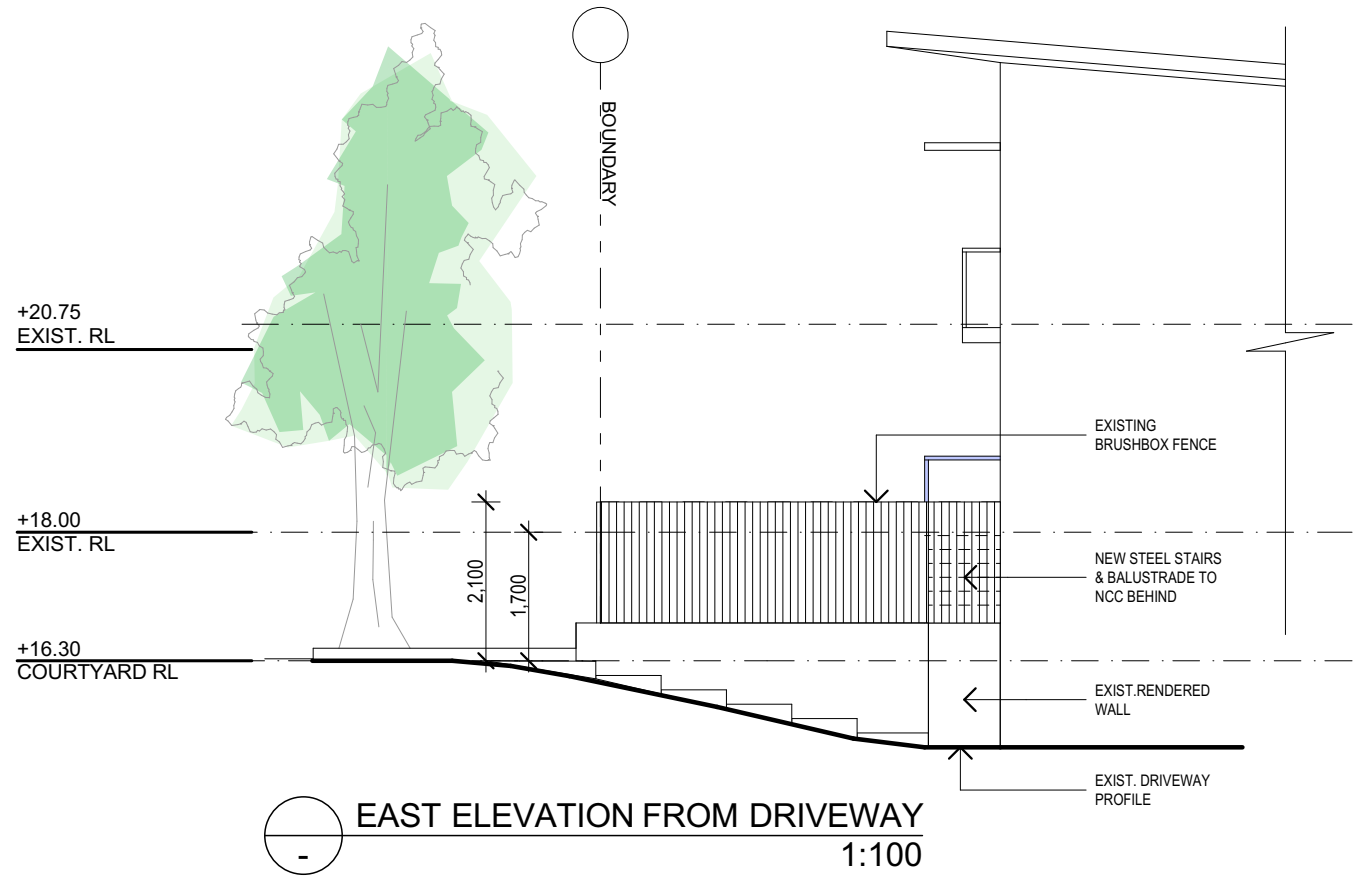 BOUNDARY
+20.75
EXIST. RL
EXISTING
BRUSHBOX FENCE
+18.00
EXIST. RL
2,100
1,700
NEW STEEL STAIRS
& BALUSTRADE TO
NCC BEHIND
+16.30
COURTYARD RL
EXIST.RENDERED
WALL
EXIST. DRIVEWAY
PROFILE
EAST ELEVATION FROM DRIVEWAY
-
1:100